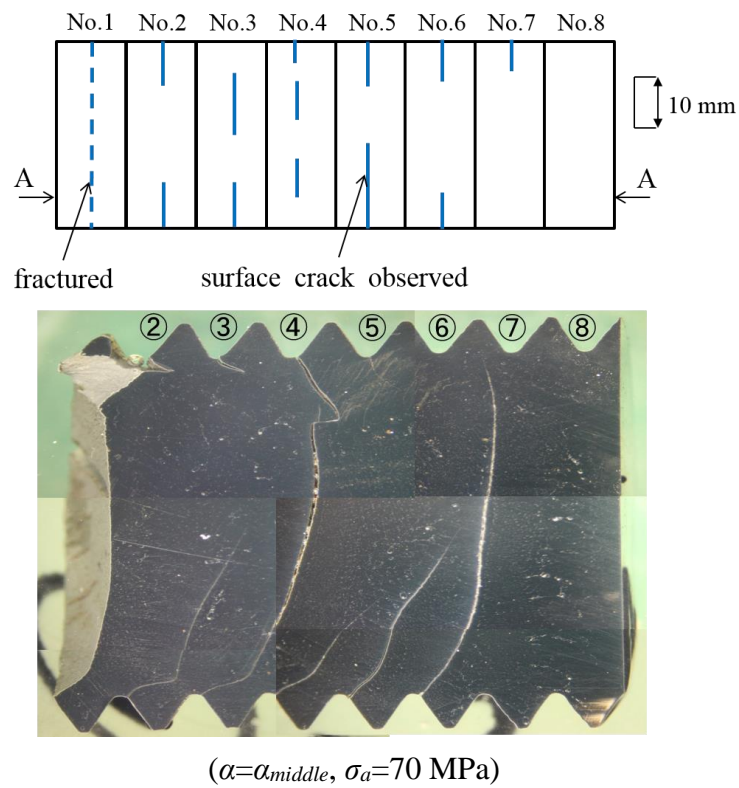 No.1 No.2 No.3 No.4 No.5 No.6 No.7 No.8
10 mm
A A
fractured surface crack observed
② ③ ④ ⑤ ⑥ ⑦ ⑧
(α=αmiddle, σa=70 MPa)